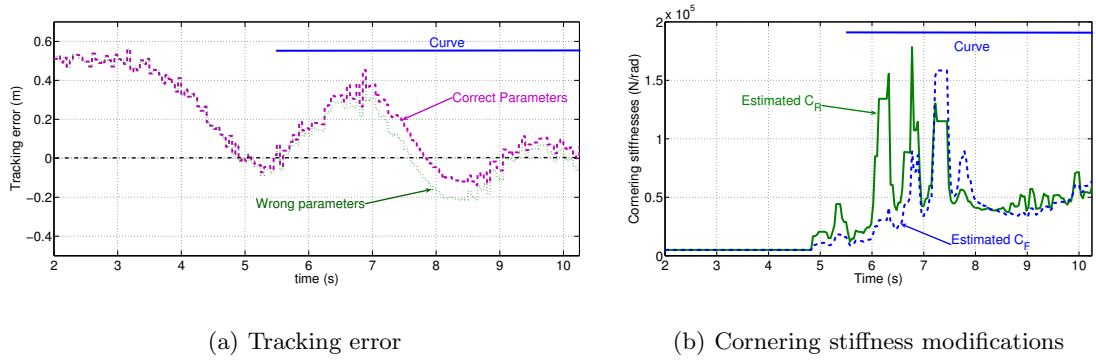 0.6
0.4
0.2
0
−0.2
−0.4
Tracking error (m)
Curve
Correct Parameters
Wrong parameters
2 3 4 5 6 7 8 9 10
time (s)
(a) Tracking error
2 x 10^5
1.5
1
0.5
0
Cornering stiffnesses (N/rad)
Curve
Estimated C_R
Estimated C_F
2 3 4 5 6 7 8 9 10
Time (s)
(b) Cornering stiffness modifications